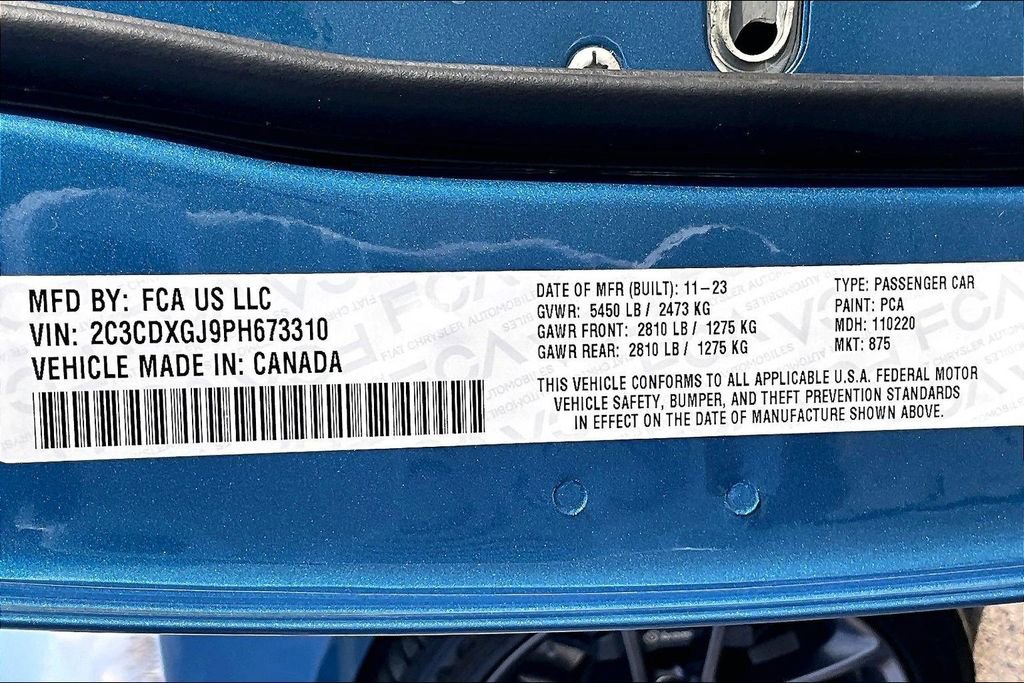 MFD BY: FCA US LLC
VIN: 2C3CDXGJ9PH673310
VEHICLE MADE IN: CANADA
DATE OF MFR (BUILT): 11-23
GVWR: 5450 LB / 2473 KG
GAWR FRONT: 2810 LB / 1275 KG
GAWR REAR: 2810 LB / 1275 KG
TYPE: PASSENGER CAR
PAINT: PCA
MDH: 110220
MKT: 875
THIS VEHICLE CONFORMS TO ALL APPLICABLE U.S.A. FEDERAL MOTOR
VEHICLE SAFETY, BUMPER, AND THEFT PREVENTION STANDARDS
IN EFFECT ON THE DATE OF MANUFACTURE SHOWN ABOVE.